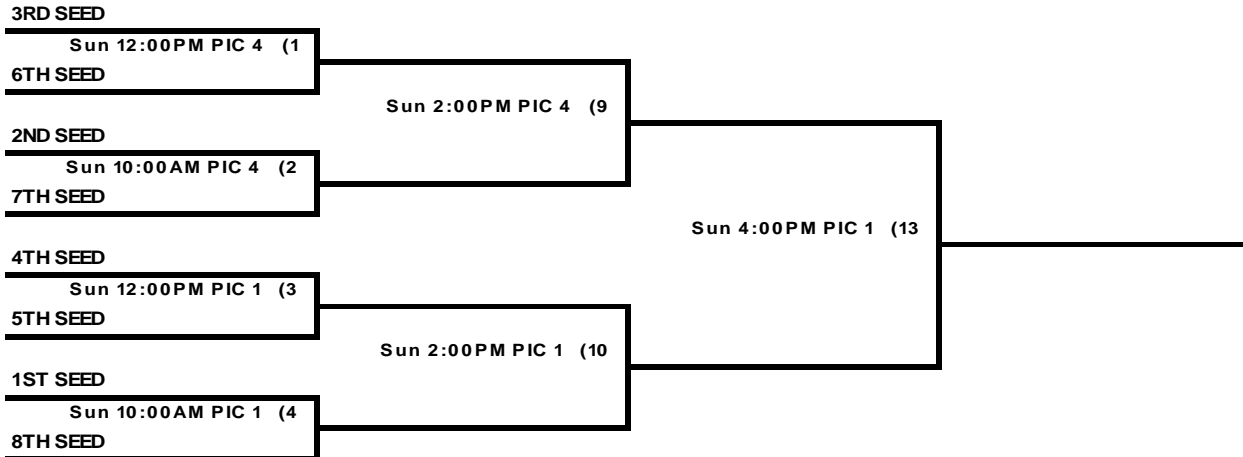 3RD SEED
Sun 12:00PM PIC 4 (1
6TH SEED
Sun 2:00PM PIC 4 (9
2ND SEED
Sun 10:00AM PIC 4 (2
7TH SEED
Sun 4:00PM PIC 1 (13
4TH SEED
Sun 12:00PM PIC 1 (3
5TH SEED
Sun 2:00PM PIC 1 (10
1ST SEED
Sun 10:00AM PIC 1 (4
8TH SEED